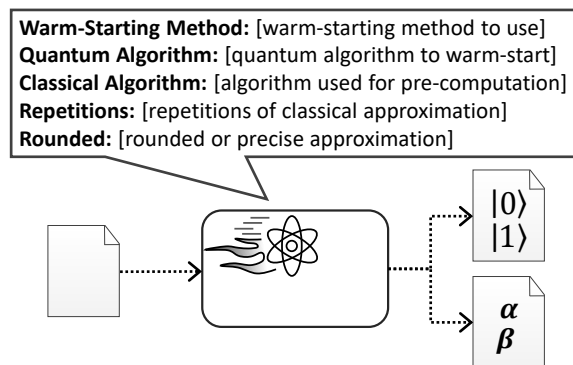 Warm-Starting Method: [warm-starting method to use]
Quantum Algorithm: [quantum algorithm to warm-start]
Classical Algorithm: [algorithm used for pre-computation]
Repetitions: [repetitions of classical approximation]
Rounded: [rounded or precise approximation]
|0⟩
|1⟩
α
β